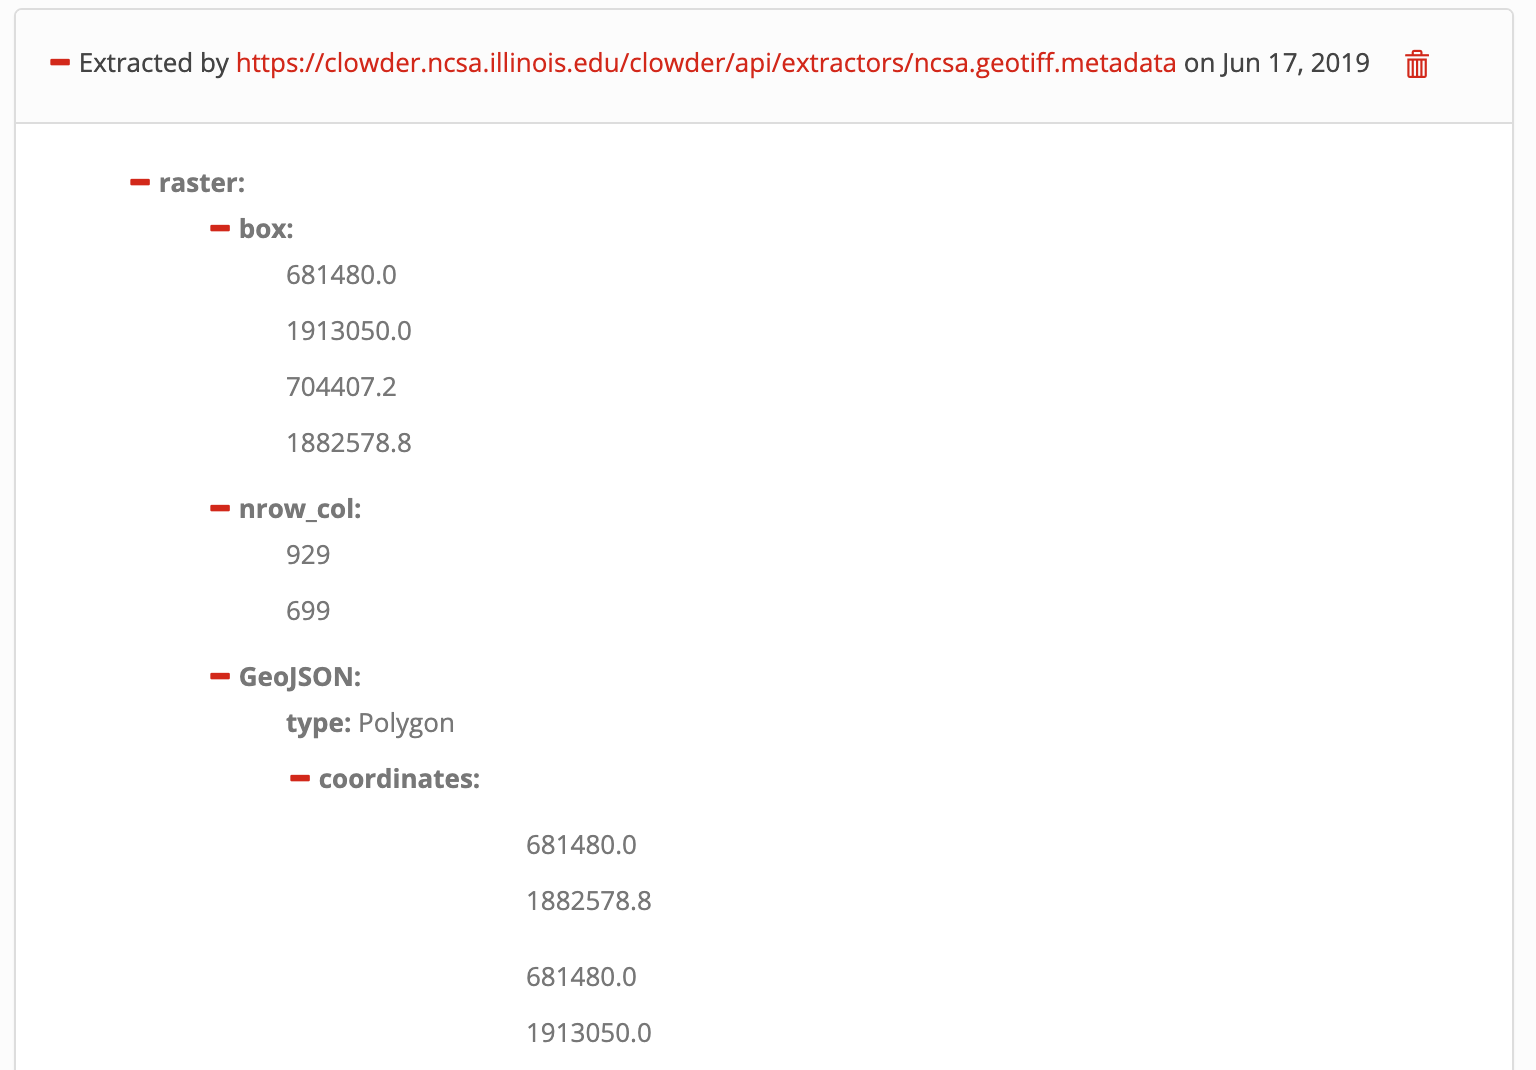 Extracted by https://clowder.ncsa.illinois.edu/clowder/api/extractors/ncsa.geotiff.metadata on Jun 17, 2019
raster:
box:
681480.0
1913050.0
704407.2
1882578.8
nrow_col:
929
699
GeoJSON:
type: Polygon
coordinates:
681480.0
1882578.8
681480.0
1913050.0